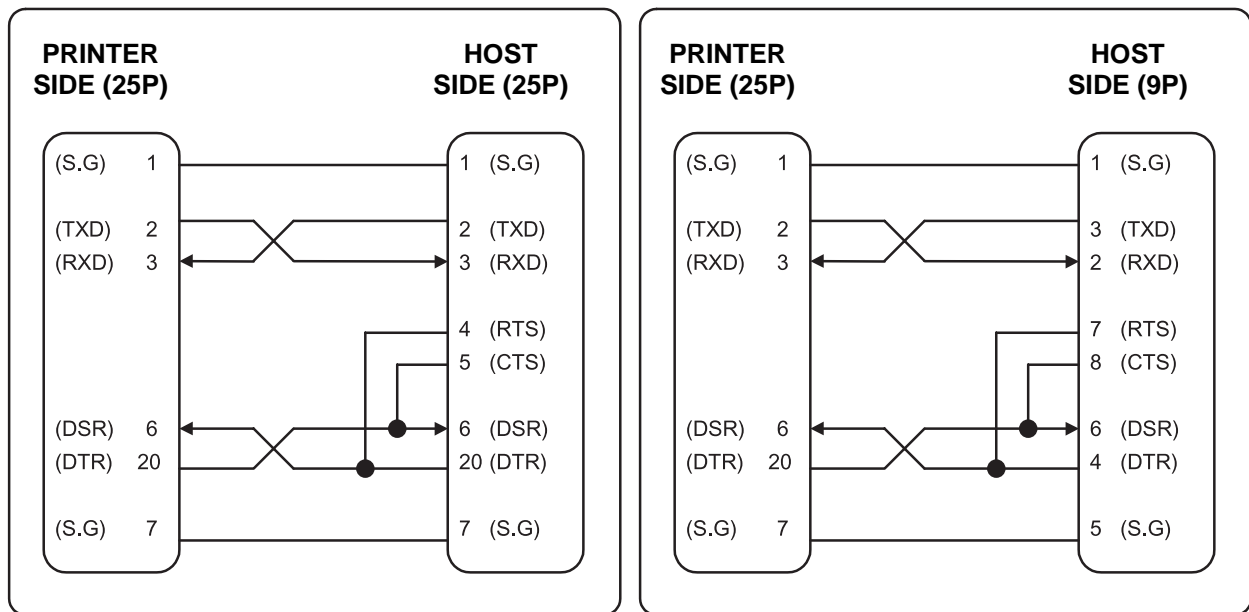 PRINTER
SIDE (25P)
HOST
SIDE (25P)
(S.G) 1
1 (S.G)
(TXD) 2
2 (TXD)
(RXD) 3
3 (RXD)
4 (RTS)
5 (CTS)
(DSR) 6
6 (DSR)
(DTR) 20
20 (DTR)
(S.G) 7
7 (S.G)
PRINTER
SIDE (25P)
HOST
SIDE (9P)
(S.G) 1
1 (S.G)
(TXD) 2
3 (TXD)
(RXD) 3
2 (RXD)
7 (RTS)
8 (CTS)
(DSR) 6
6 (DSR)
(DTR) 20
4 (DTR)
(S.G) 7
5 (S.G)